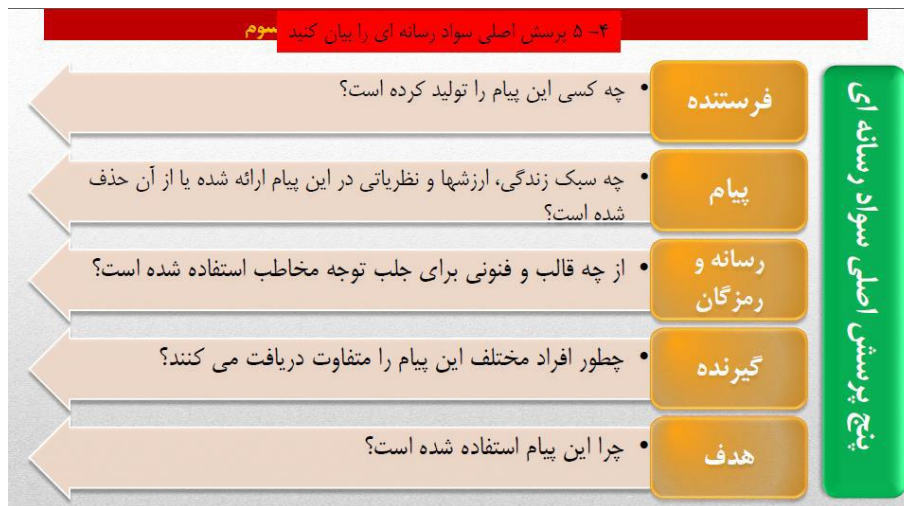 سوم
۴- ۵ پرسش اصلی سواد رسانه ای را بیان کنید
پنج پرسش اصلی سواد رسانه ای
فرستنده
• چه کسی این پیام را تولید کرده است؟
پیام
• چه سبک زندگی، ارزشها و نظریاتی در این پیام ارائه شده یا از آن حذف
شده است؟
رسانه و
رمزگان
• از چه قالب و فنونی برای جلب توجه مخاطب استفاده شده است؟
گیرنده
• چطور افراد مختلف این پیام را متفاوت دریافت می کنند؟
هدف
• چرا این پیام استفاده شده است؟